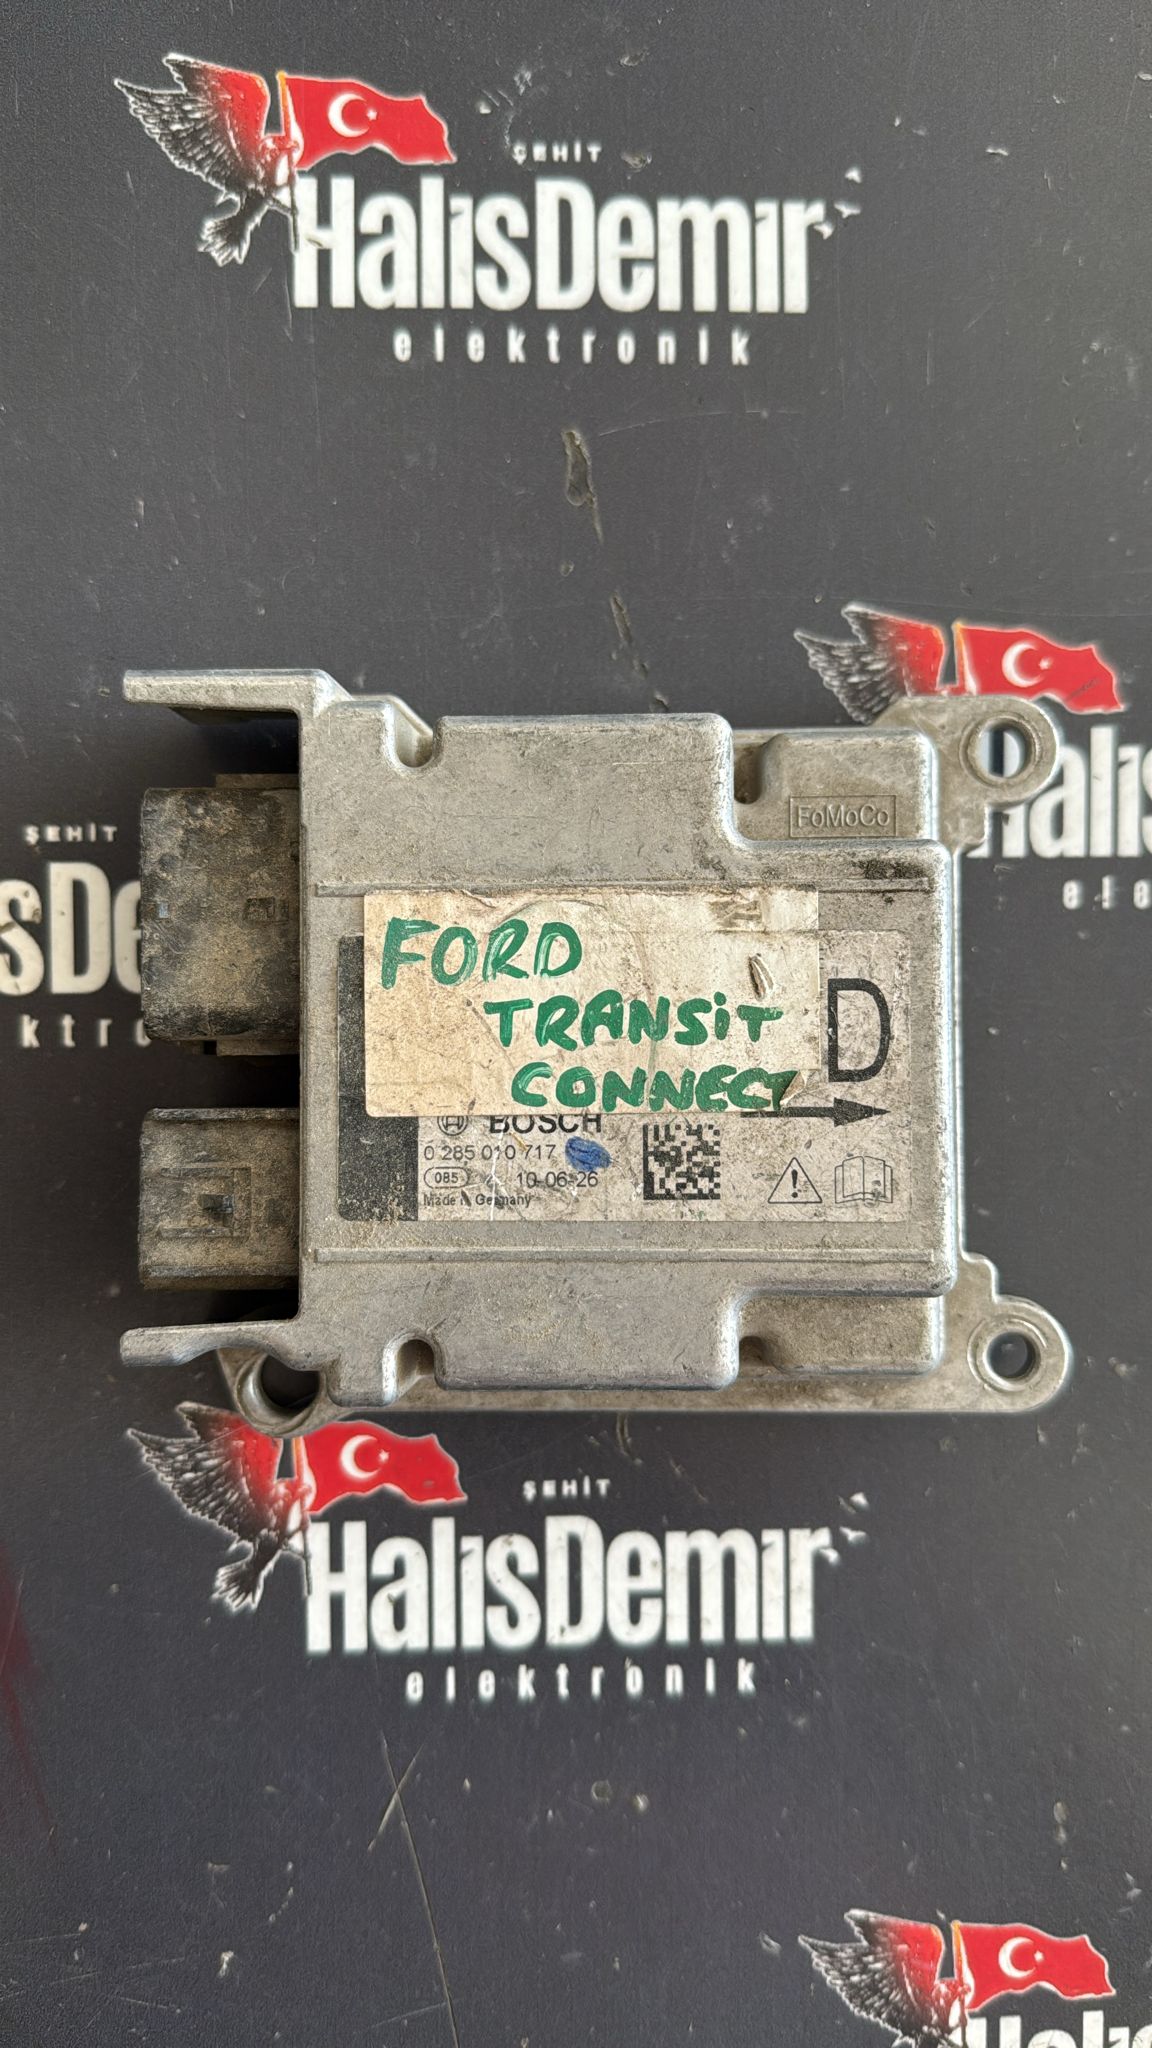 ŞEHİT
HalisDemir
elektronik
FoMoCo
ŞEHİT
FORD
TRANSiT
CONNECT
D
BOSCH
0 285 010 717
085
10-06-26
Made in Germany
ŞEHİT
HalisDemir
elektronik